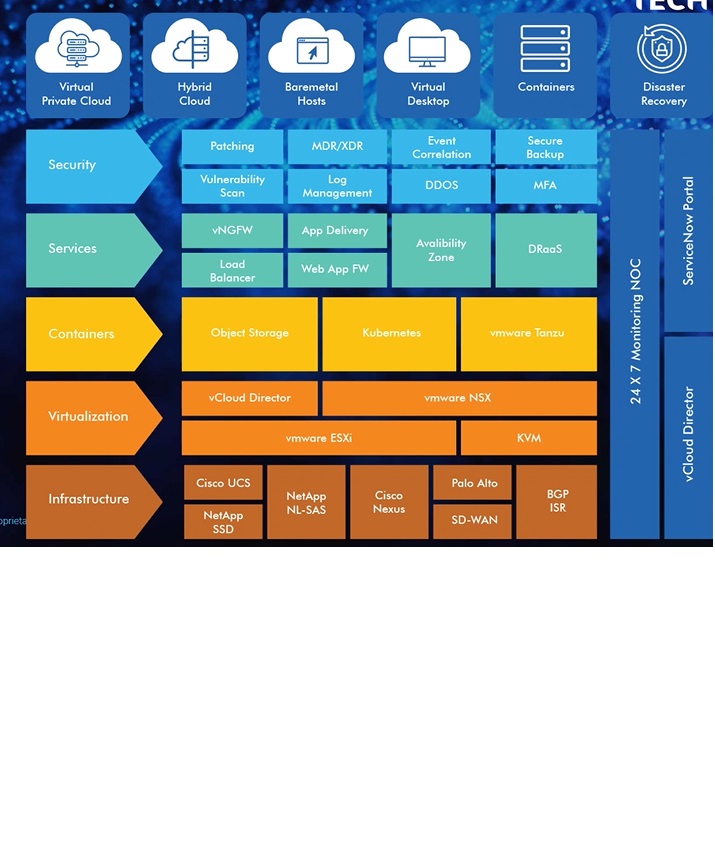 TECH
Virtual
Private Cloud
Hybrid
Cloud
Baremetal
Hosts
Virtual
Desktop
Containers
Disaster
Recovery
Security
Patching
MDR/XDR
Event
Correlation
Secure
Backup
Vulnerability
Scan
Log
Management
DDOS
MFA
Services
vNGFW
App Delivery
Avalibility
Zone
DRaaS
Load
Balancer
Web App FW
Containers
Object Storage
Kubernetes
vmware Tanzu
Virtualization
vCloud Director
vmware NSX
vmware ESXi
KVM
Infrastructure
Cisco UCS
NetApp
NL-SAS
Cisco
Nexus
Palo Alto
BGP
ISR
NetApp
SSD
SD-WAN
24 X 7 Monitoring NOC
ServiceNow Portal
vCloud Director
oprieta